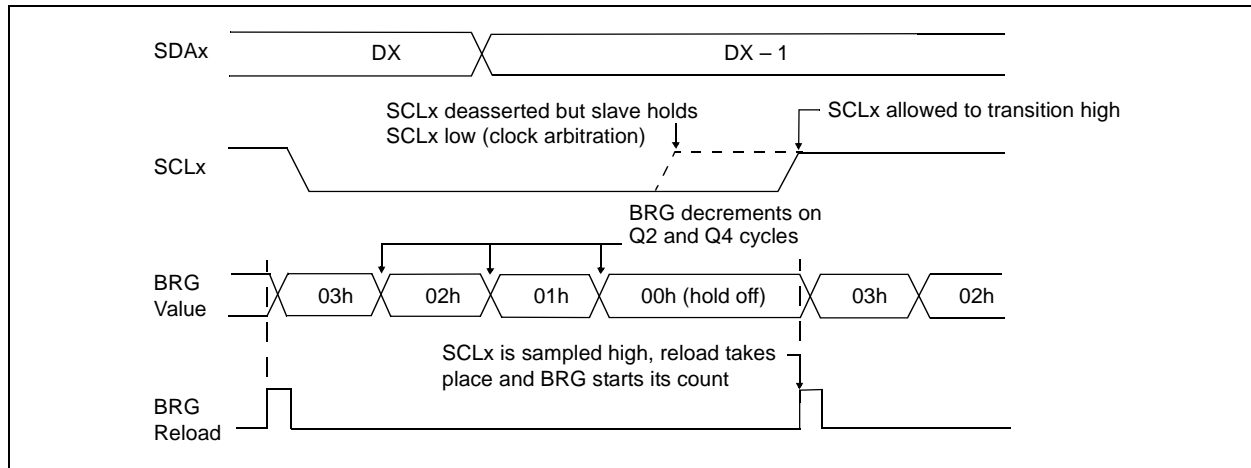 SDAx
DX
DX – 1
SCLx deasserted but slave holds
SCLx low (clock arbitration)
SCLx allowed to transition high
SCLx
BRG decrements on
Q2 and Q4 cycles
BRG
Value
03h
02h
01h
00h (hold off)
03h
02h
SCLx is sampled high, reload takes
place and BRG starts its count
BRG
Reload